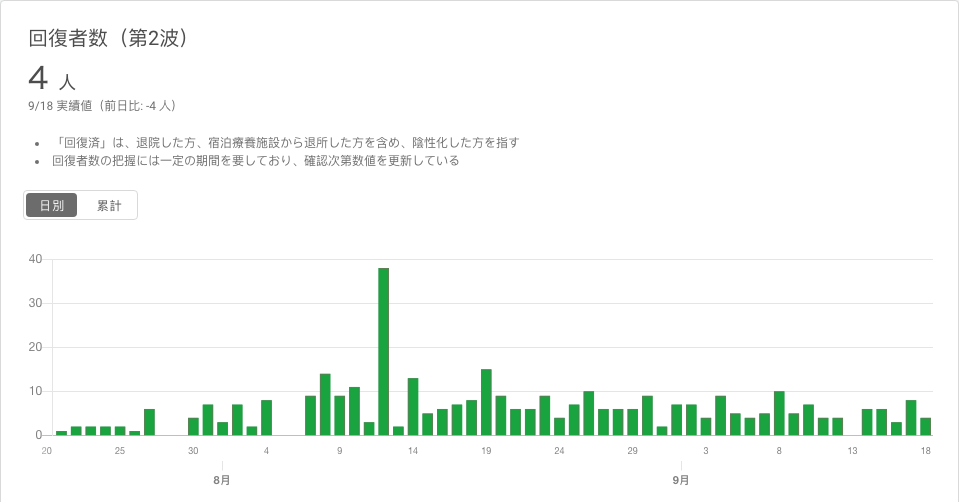 回復者数（第2波）
4 人
9/18 実績値（前日比: -4 人）
• 「回復済」は、退院した方、宿泊療養施設から退所した方を含め、陰性化した方を指す
• 回復者数の把握には一定の期間を要しており、確認次第数値を更新している
日別 累計
40
30
20
10
0
20 25 30 4 9 14 19 24 29 3 8 13 18
8月 9月